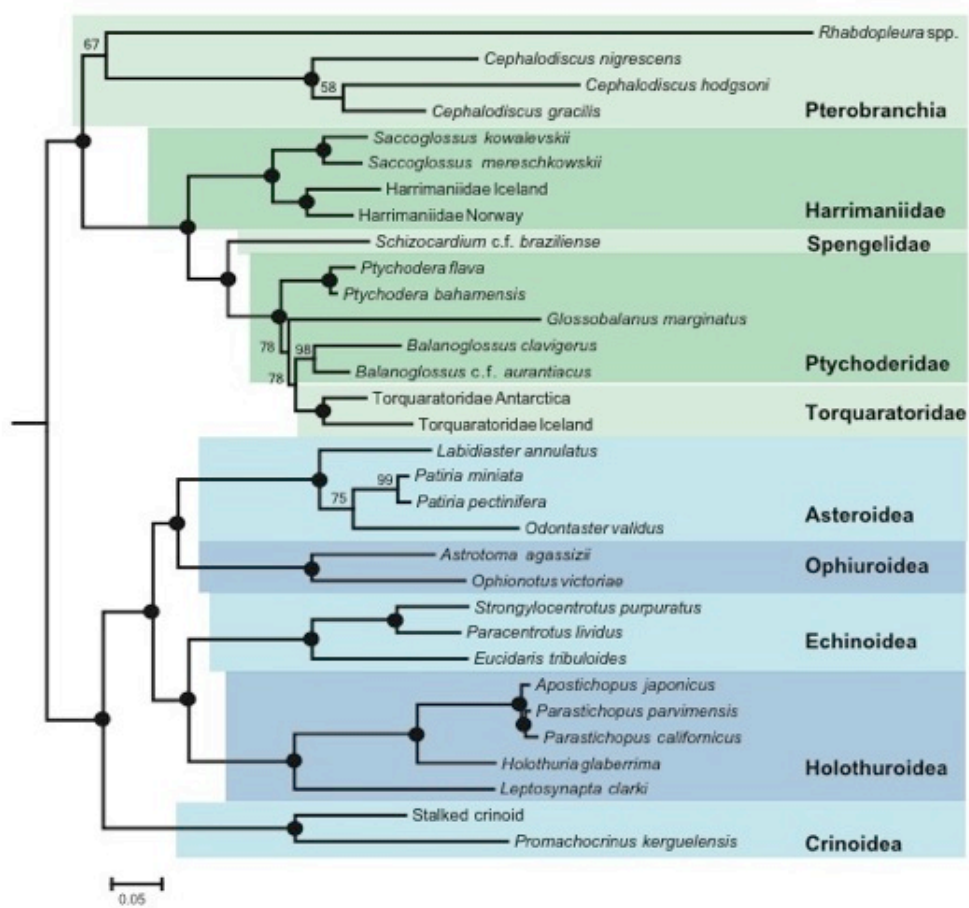 67
Rhabdopleura spp.
Cephalodiscus nigrescens
58
Cephalodiscus hodgsoni
Cephalodiscus gracilis
Pterobranchia
Saccoglossus kowalevskii
Saccoglossus mereschkowskii
Harrimaniidae Iceland
Harrimaniidae Norway
Harrimaniidae
Schizocardium c.f. braziliense
Spengelidae
Ptychodera flava
Ptychodera bahamensis
Glossobalanus marginatus
78
98
Balanoglossus clavigerus
Balanoglossus c.f. aurantiacus
Ptychoderidae
78
Torquaratoridae Antarctica
Torquaratoridae Iceland
Torquaratoridae
Labidiaster annulatus
99
Patiria miniata
75
Patiria pectinifera
Odontaster validus
Asteroidea
Astrotoma agassizii
Ophionotus victoriae
Ophiuroidea
Strongylocentrotus purpuratus
Paracentrotus lividus
Eucidaris tribuloides
Echinoidea
Apostichopus japonicus
Parastichopus parvimensis
Parastichopus californicus
Holothuria glaberrima
Leptosynapta clarki
Holothuroidea
Stalked crinoid
Promachocrinus kerguelensis
Crinoidea
0.05